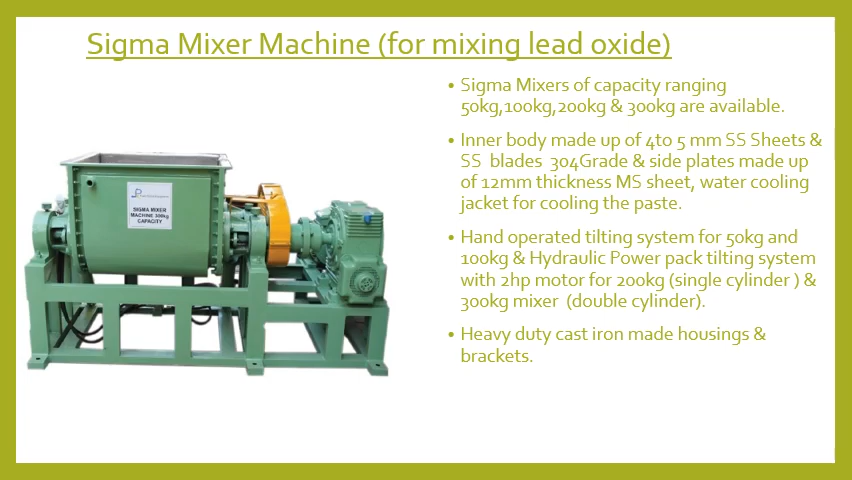 Sigma Mixer Machine (for mixing lead oxide)
• Sigma Mixers of capacity ranging
50kg,100kg,200kg & 300kg are available.
• Inner body made up of 4to 5 mm SS Sheets &
SS blades 304Grade & side plates made up
of 12mm thickness MS sheet, water cooling
jacket for cooling the paste.
• Hand operated tilting system for 50kg and
100kg & Hydraulic Power pack tilting system
with 2hp motor for 200kg (single cylinder ) &
300kg mixer (double cylinder).
• Heavy duty cast iron made housings &
brackets.
SIGMA MIXER
MACHINE 300kg
CAPACITY